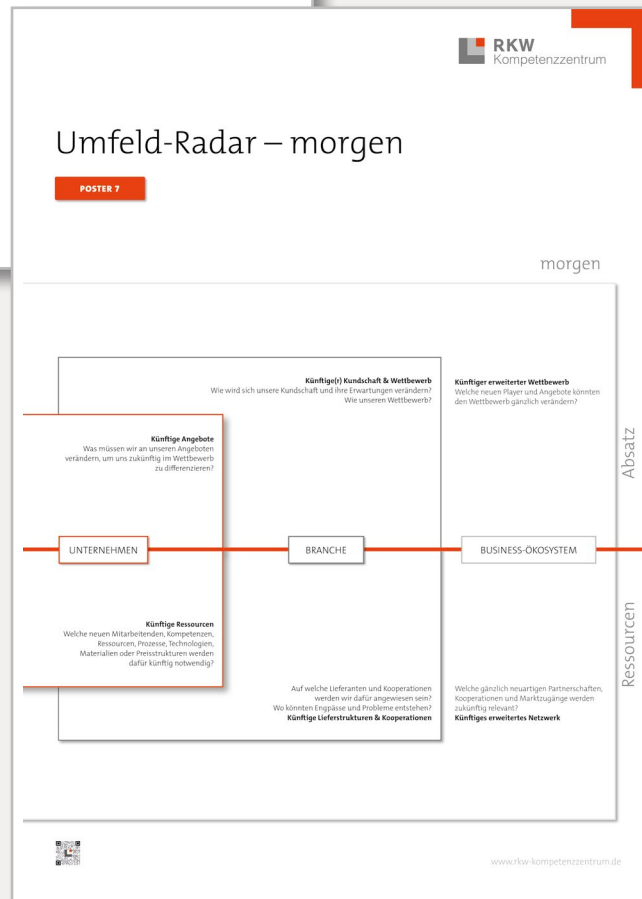 RKW
Kompetenzzentrum
Umfeld-Radar – morgen
POSTER 7
morgen
Künftige(r) Kundschaft & Wettbewerb
Wie wird sich unsere Kundschaft und ihre Erwartungen verändern?
Wie unseren Wettbewerb?
Künftiger erweiterter Wettbewerb
Welche neuen Player und Angebote könnten
den Wettbewerb gänzlich verändern?
Künftige Angebote
Was müssen wir an unseren Angeboten
verändern, um uns zukünftig im Wettbewerb
zu differenzieren?
Absatz
UNTERNEHMEN
BRANCHE
BUSINESS-ÖKOSYSTEM
Künftige Ressourcen
Welche neuen Mitarbeitenden, Kompetenzen,
Ressourcen, Prozesse, Technologien,
Materialien oder Preisstrukturen werden
dafür künftig notwendig?
Ressourcen
Auf welche Lieferanten und Kooperationen
werden wir dafür angewiesen sein?
Wo könnten Engpässe und Probleme entstehen?
Künftige Lieferstrukturen & Kooperationen
Welche gänzlich neuartigen Partnerschaften,
Kooperationen und Marktzugänge werden
zukünftig relevant?
Künftiges erweitertes Netzwerk
www.rkw-kompetenzzentrum.de